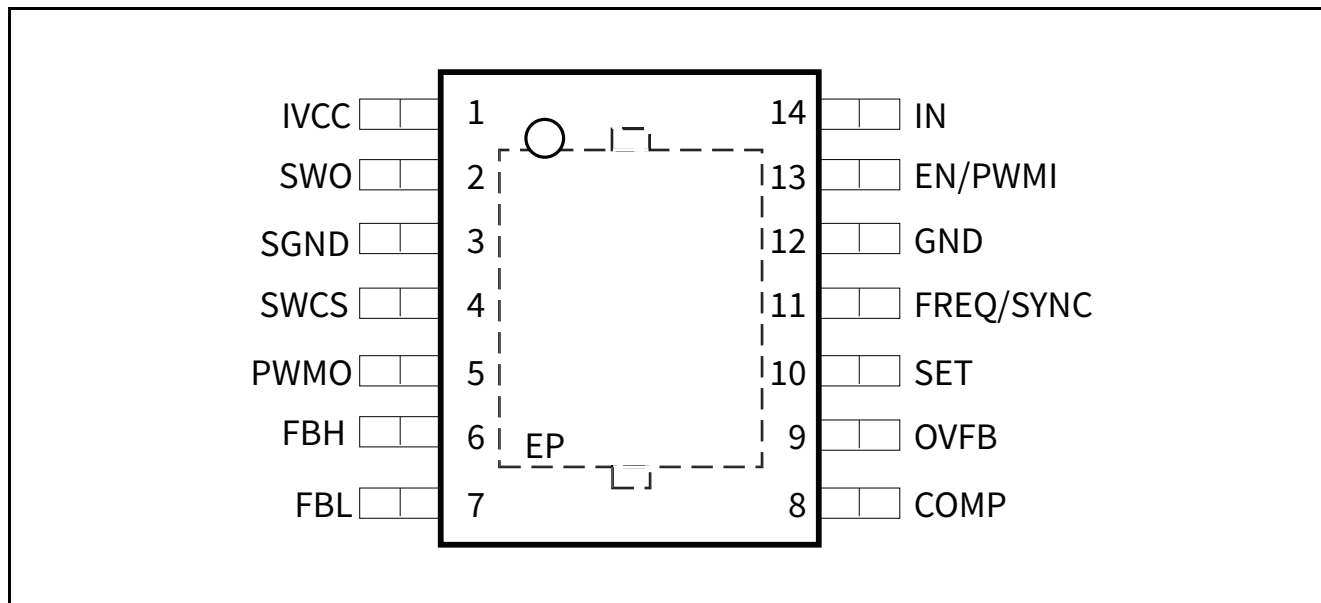 IVCC 1 14 IN
SWO 2 13 EN/PWMI
SGND 3 12 GND
SWCS 4 11 FREQ/SYNC
PWMO 5 10 SET
FBH 6 EP 9 OVFB
FBL 7 8 COMP